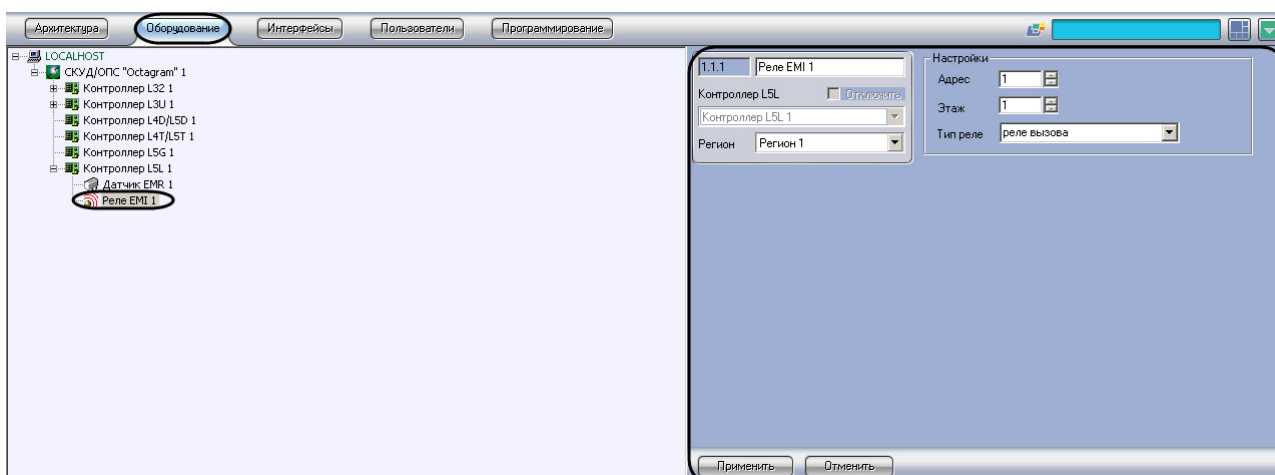 Архитектура Оборудование Интерфейсы Пользователи Программирование
LOCALHOST
СКУД/ОПС "Octagram" 1
Контроллер L32 1
Контроллер L3U 1
Контроллер L4D/L5D 1
Контроллер L4T/L5T 1
Контроллер L5G 1
Контроллер L5L 1
Датчик EMR 1
Реле EMI 1
1.1.1 Реле EMI 1
Контроллер L5L Отключить
Контроллер L5L 1
Регион Регион 1
Настройки
Адрес 1
Этаж 1
Тип реле реле вызова
Применить Отменить